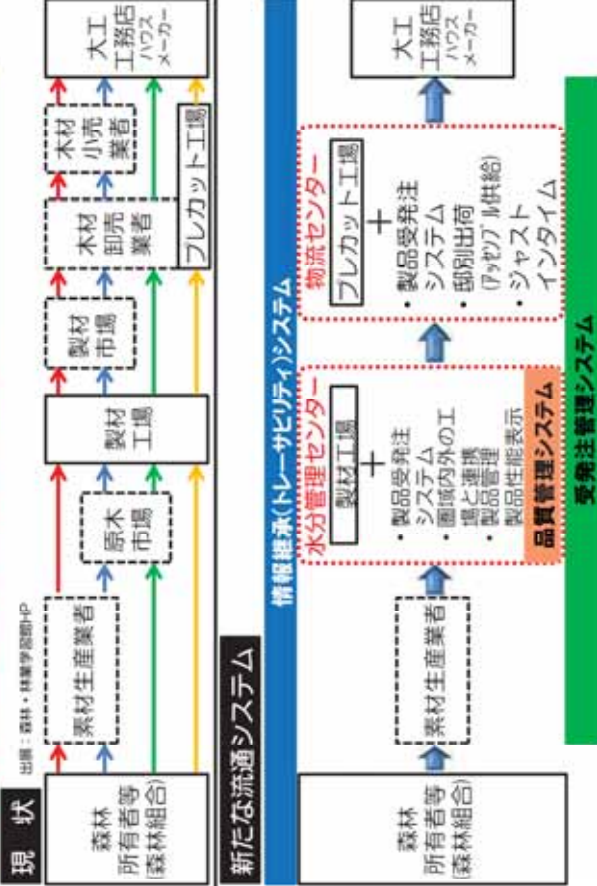 現 状
出展：森林・林業学習館HP
森林
所有者等
(森林組合)
素材生産業者
原木
市場
製材
工場
製材
市場
木材
卸売
業者
木材
小売
業者
プレカット工場
大工
工務店
ハウス
メーカー
新たな流通システム
情報継承(トレーサビリティ)システム
森林
所有者等
(森林組合)
素材生産業者
水分管理センター
製材工場
＋
・製品受発注
システム
・圏域内外の工
場と連携
・製品管理
製品性能表示
品質管理システム
物流センター
プレカット工場
＋
・製品受発注
システム
・邸別出荷
(アッセンブル供給)
・ジャスト
インタイム
大工
工務店
ハウス
メーカー
受発注管理システム